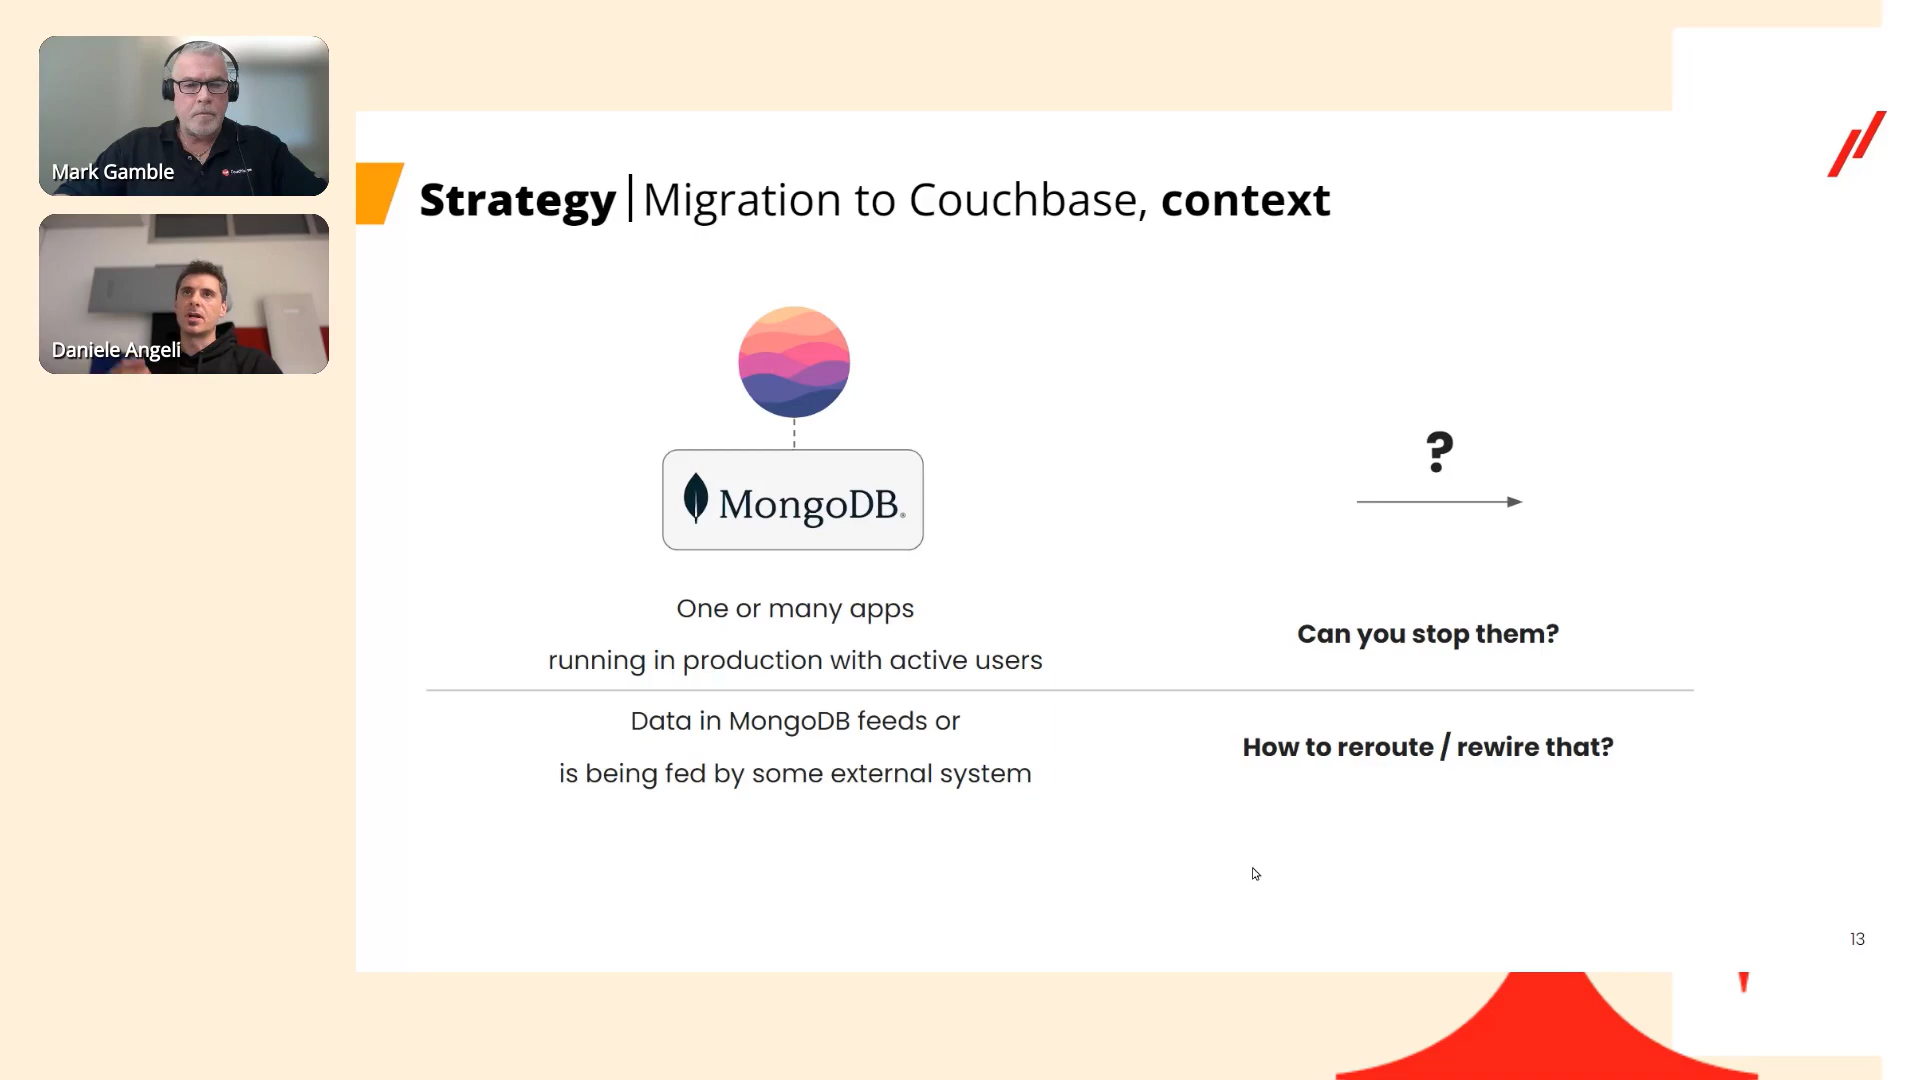 Mark Gamble
Daniele Angeli
Strategy | Migration to Couchbase, context
MongoDB®
?
One or many apps
running in production with active users
Can you stop them?
Data in MongoDB feeds or
is being fed by some external system
How to reroute / rewire that?
13